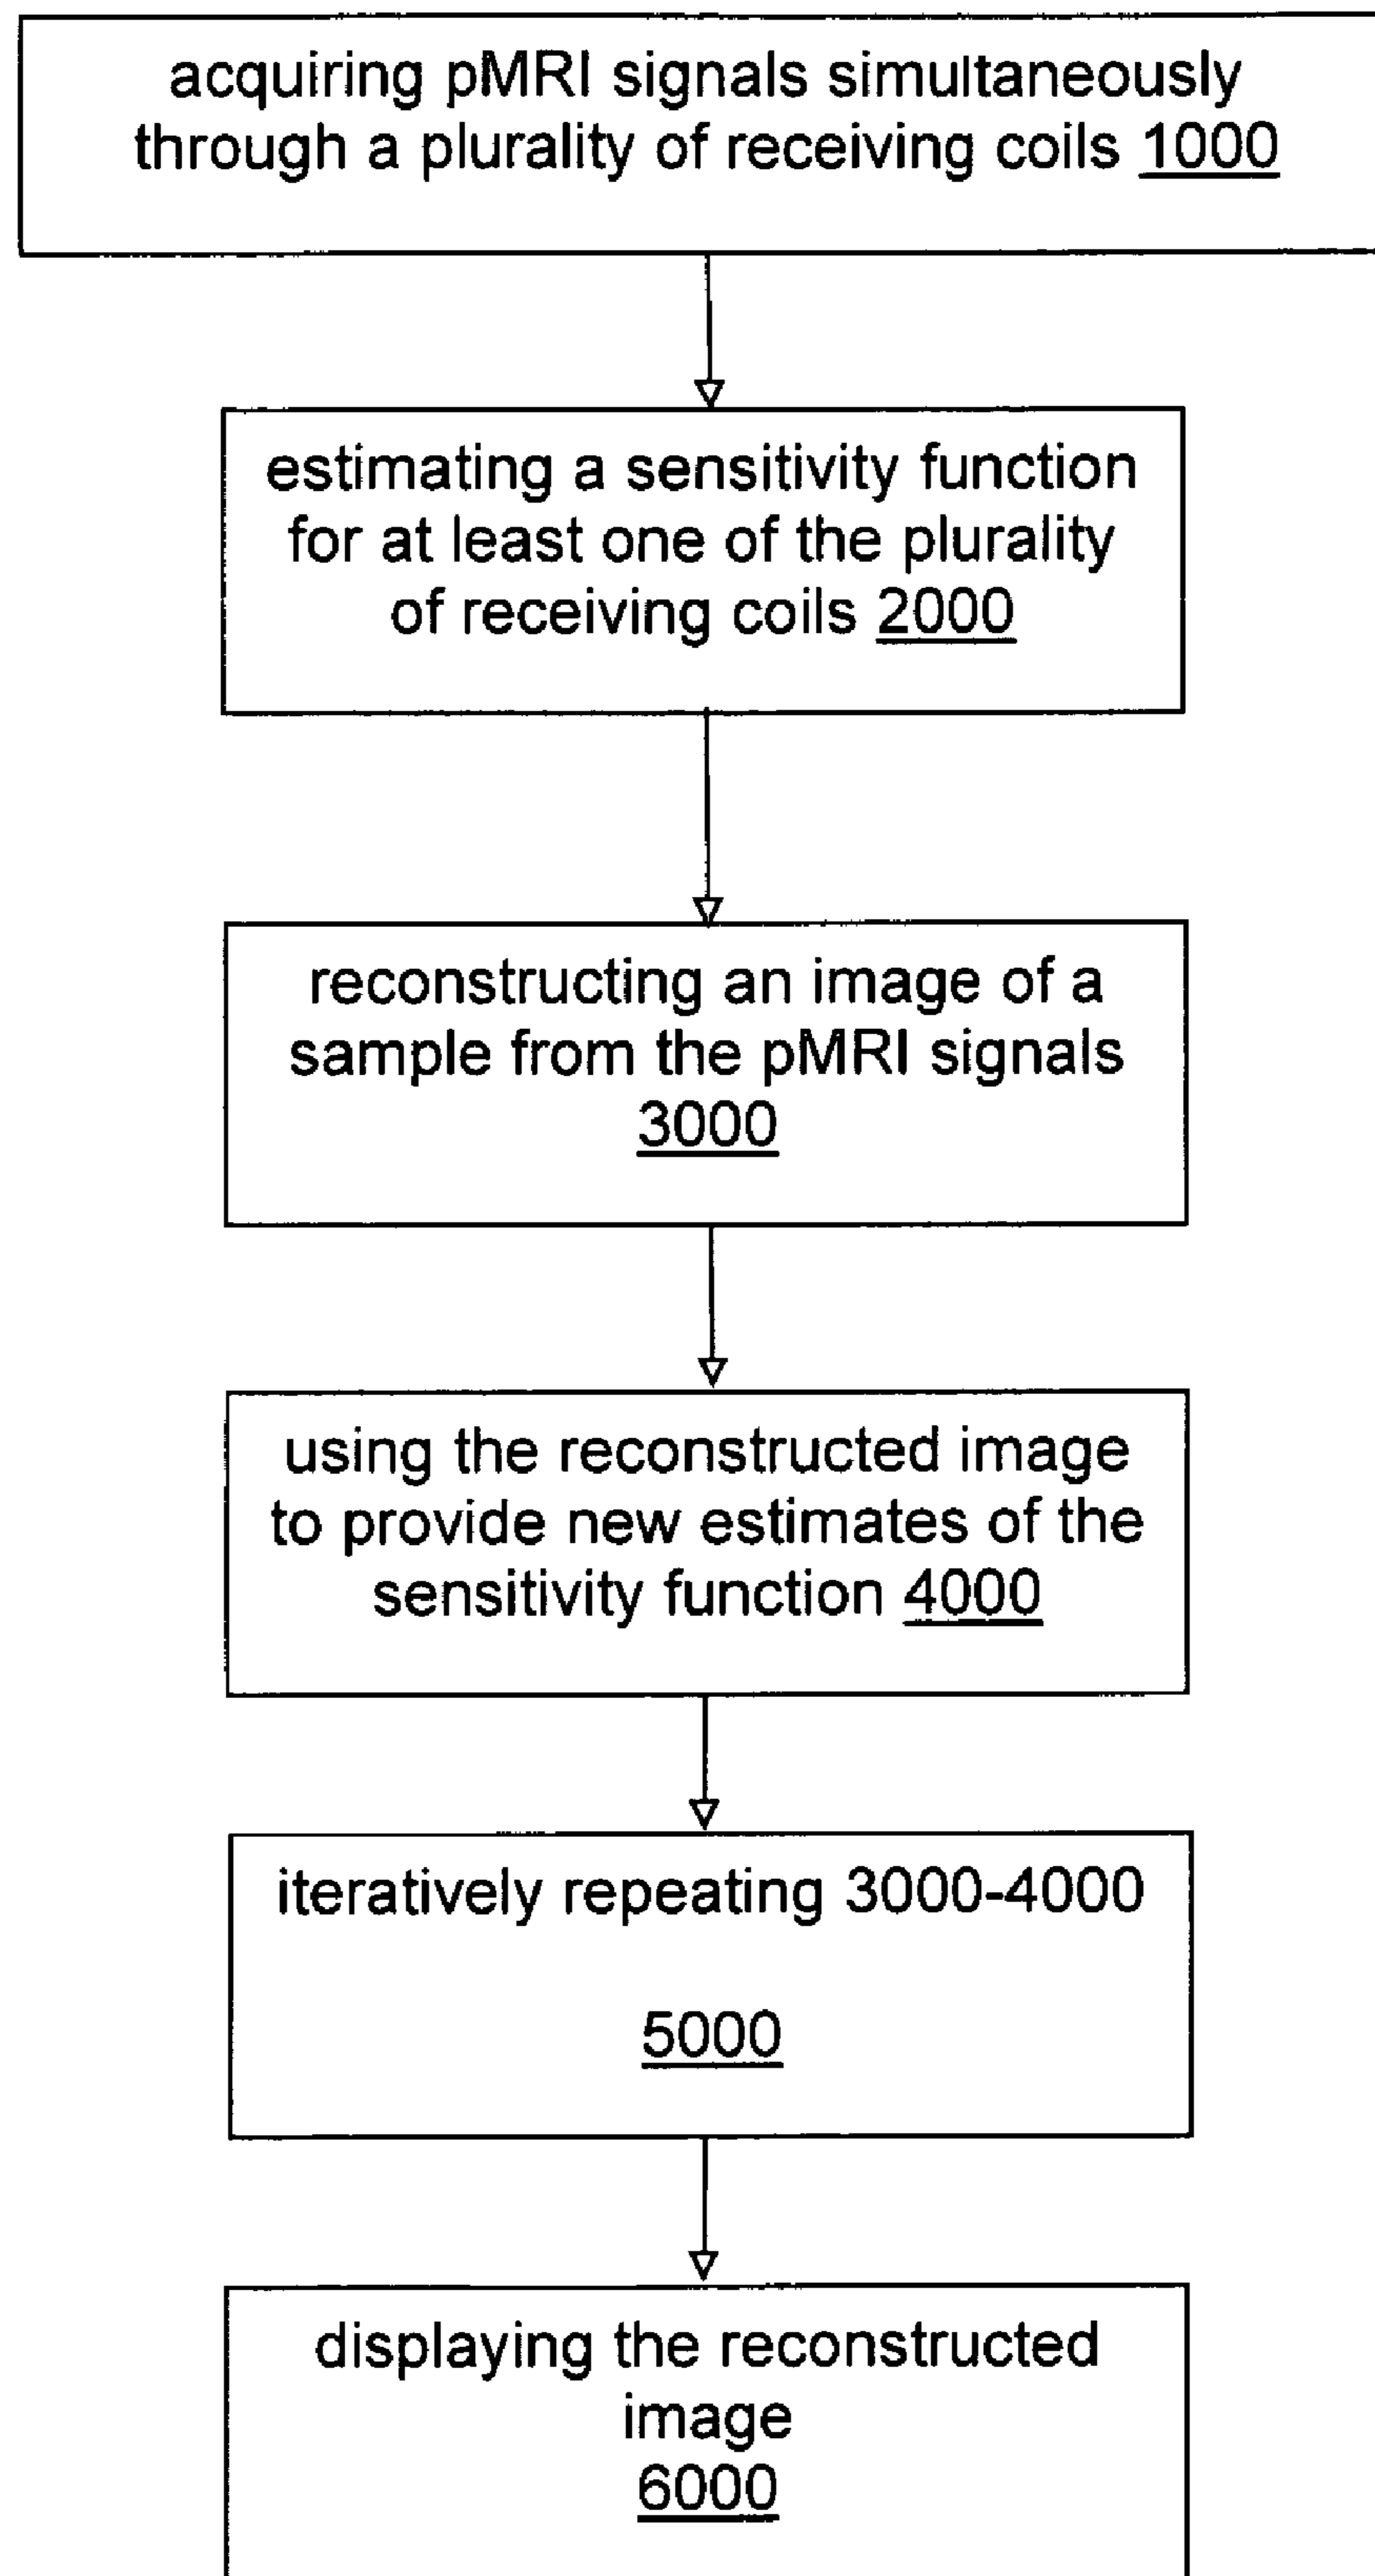 acquiring pMRI signals simultaneously
through a plurality of receiving coils 1000
estimating a sensitivity function
for at least one of the plurality
of receiving coils 2000
reconstructing an image of a
sample from the pMRI signals
3000
using the reconstructed image
to provide new estimates of the
sensitivity function 4000
iteratively repeating 3000-4000
5000
displaying the reconstructed
image
6000